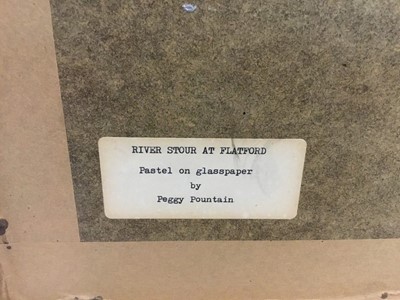 RIVER STOUR AT FLATFORD
Pastel on glasspaper
by
Peggy Pountain